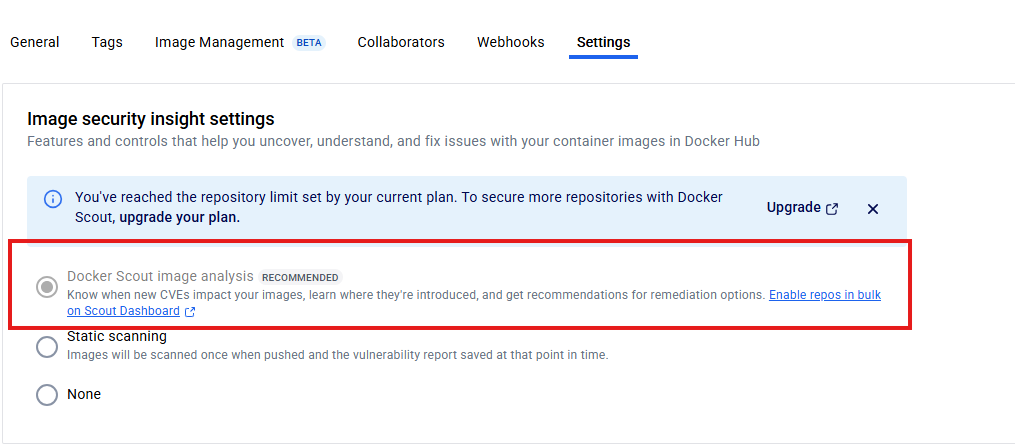 General Tags Image Management BETA Collaborators Webhooks Settings
Image security insight settings
Features and controls that help you uncover, understand, and fix issues with your container images in Docker Hub
You've reached the repository limit set by your current plan. To secure more repositories with Docker
Scout, upgrade your plan.
Upgrade
Docker Scout image analysis RECOMMENDED
Know when new CVEs impact your images, learn where they're introduced, and get recommendations for remediation options. Enable repos in bulk
on Scout Dashboard
Static scanning
Images will be scanned once when pushed and the vulnerability report saved at that point in time.
None